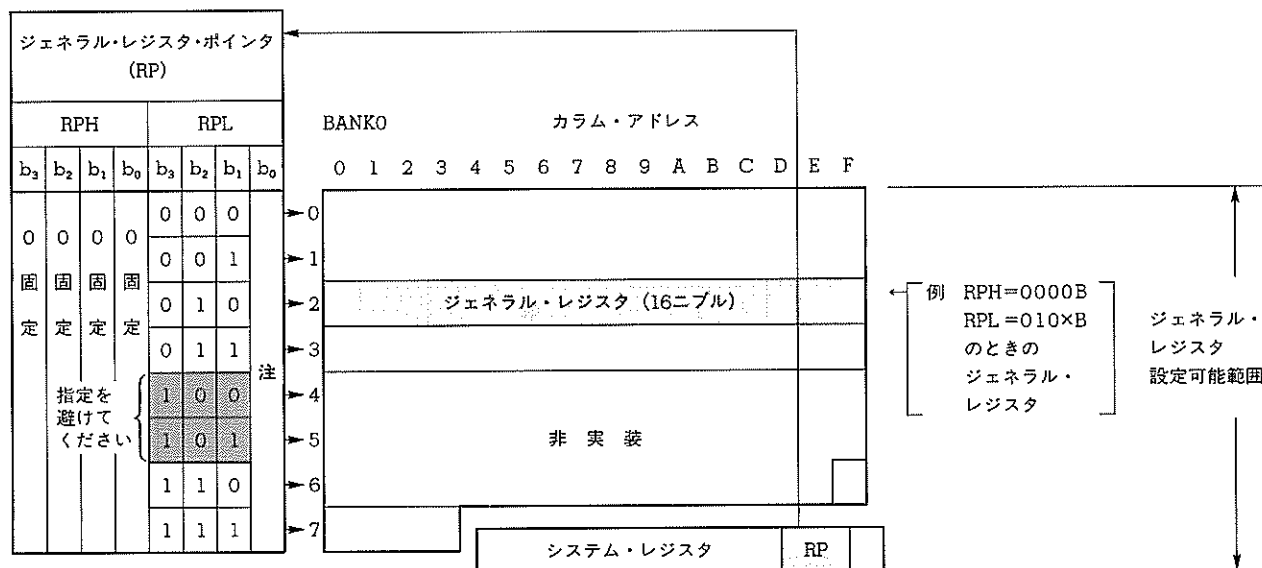 ジェネラル・レジスタ・ポインタ
(RP)
RPH RPL
b₃ b₂ b₁ b₀ b₃ b₂ b₁ b₀
0 0 0 0
固 固 固 固
定 定 定 定
0 0 0
0 0 1
0 1 0
0 1 1
1 0 0
1 0 1
1 1 0
1 1 1
注
指定を
避けて
ください
BANK0 カラム・アドレス
0 1 2 3 4 5 6 7 8 9 A B C D E F
0
1
2
3
4
5
6
7
ジェネラル・レジスタ (16ニブル)
非 実 装
システム・レジスタ RP
例 RPH=0000B
RPL=010×B
のときの
ジェネラル・
レジスタ
ジェネラル・
レジスタ
設定可能範囲